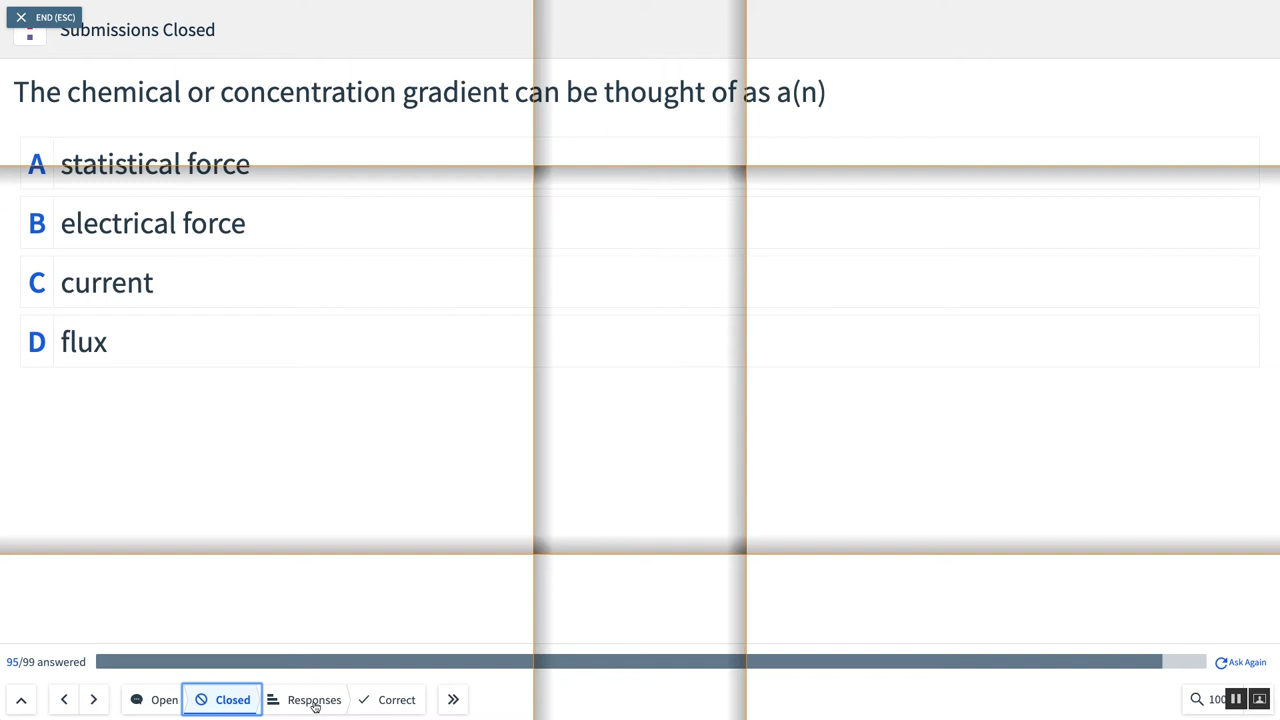 END (ESC)
Submissions Closed
The chemical or concentration gradient can be thought of as a(n)
A statistical force
B electrical force
C current
D flux
95/99 answered
Ask Again
Open Closed Responses Correct
100